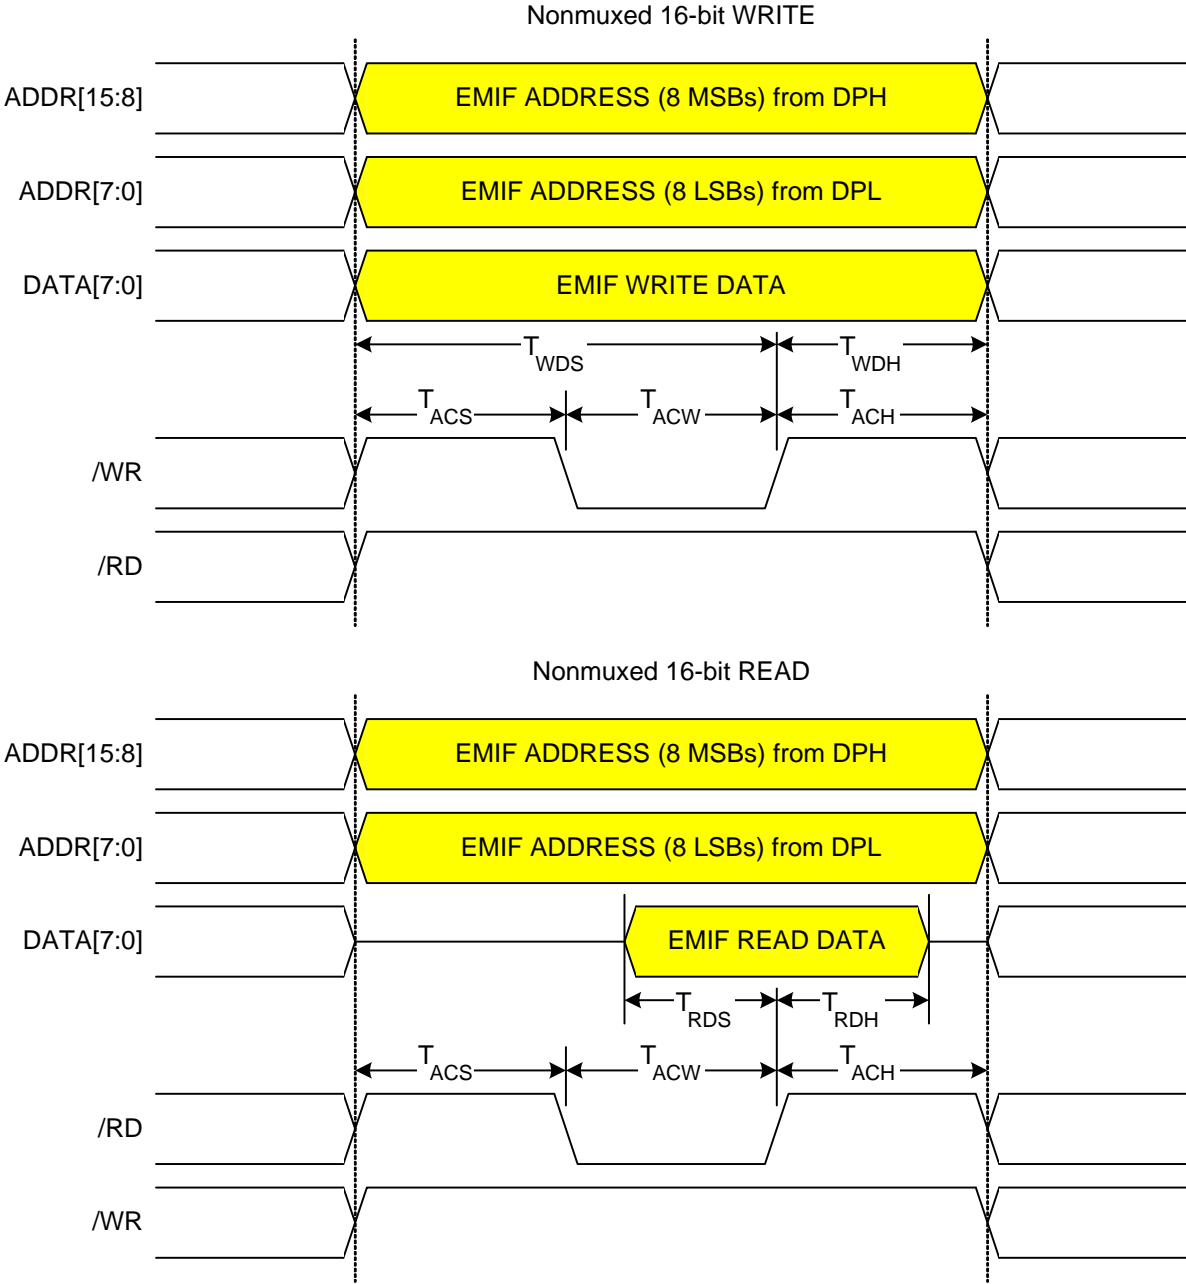 Nonmuxed 16-bit WRITE
ADDR[15:8] EMIF ADDRESS (8 MSBs) from DPH
ADDR[7:0] EMIF ADDRESS (8 LSBs) from DPL
DATA[7:0] EMIF WRITE DATA
TWDS TWDH
TACS TACW TACH
/WR
/RD
Nonmuxed 16-bit READ
ADDR[15:8] EMIF ADDRESS (8 MSBs) from DPH
ADDR[7:0] EMIF ADDRESS (8 LSBs) from DPL
DATA[7:0] EMIF READ DATA
TRDS TRDH
TACS TACW TACH
/RD
/WR